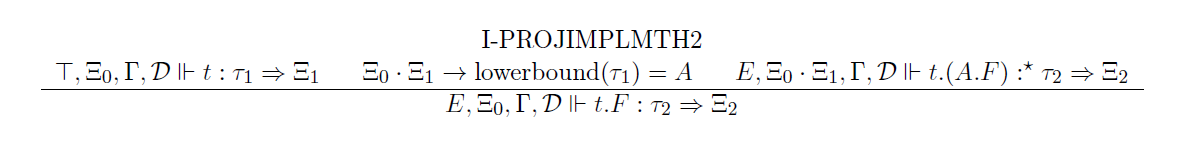 I-PROJIMPLMTH2
⊤, Ξ₀, Γ, 𝒟 ⊩ t : τ₁ ⇒ Ξ₁ Ξ₀ · Ξ₁ → lowerbound(τ₁) = A E, Ξ₀ · Ξ₁, Γ, 𝒟 ⊩ t.(A.F) :⋆ τ₂ ⇒ Ξ₂
E, Ξ₀, Γ, 𝒟 ⊩ t.F : τ₂ ⇒ Ξ₂